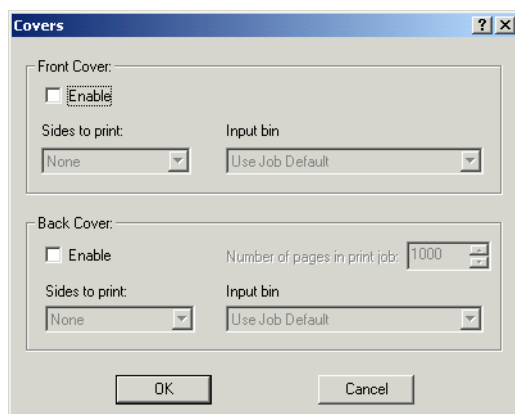 Covers
Front Cover:
Enable
Sides to print: Input bin
None Use Job Default
Back Cover:
Enable Number of pages in print job: 1000
Sides to print: Input bin
None Use Job Default
OK Cancel